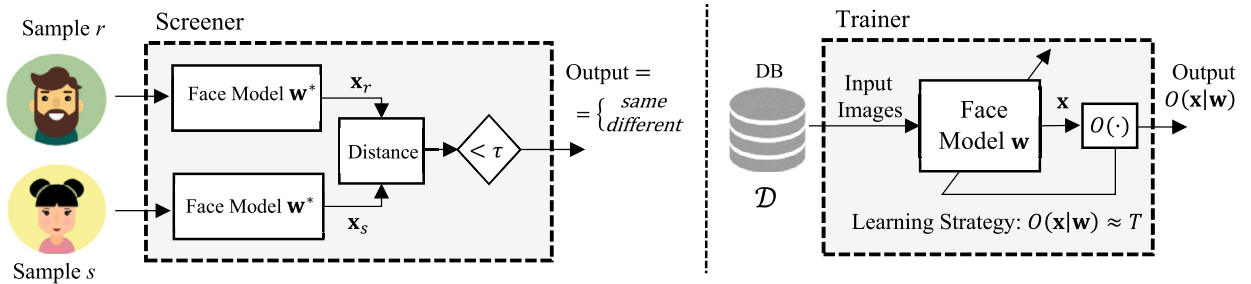 Screener
Sample r
Face Model w*
x_r
Distance
< τ
Output =
= { same
different
Face Model w*
x_s
Sample s
Trainer
DB
𝒟
Input
Images
Face
Model w
x
O(·)
Output
O(x|w)
Learning Strategy: O(x|w) ≈ T